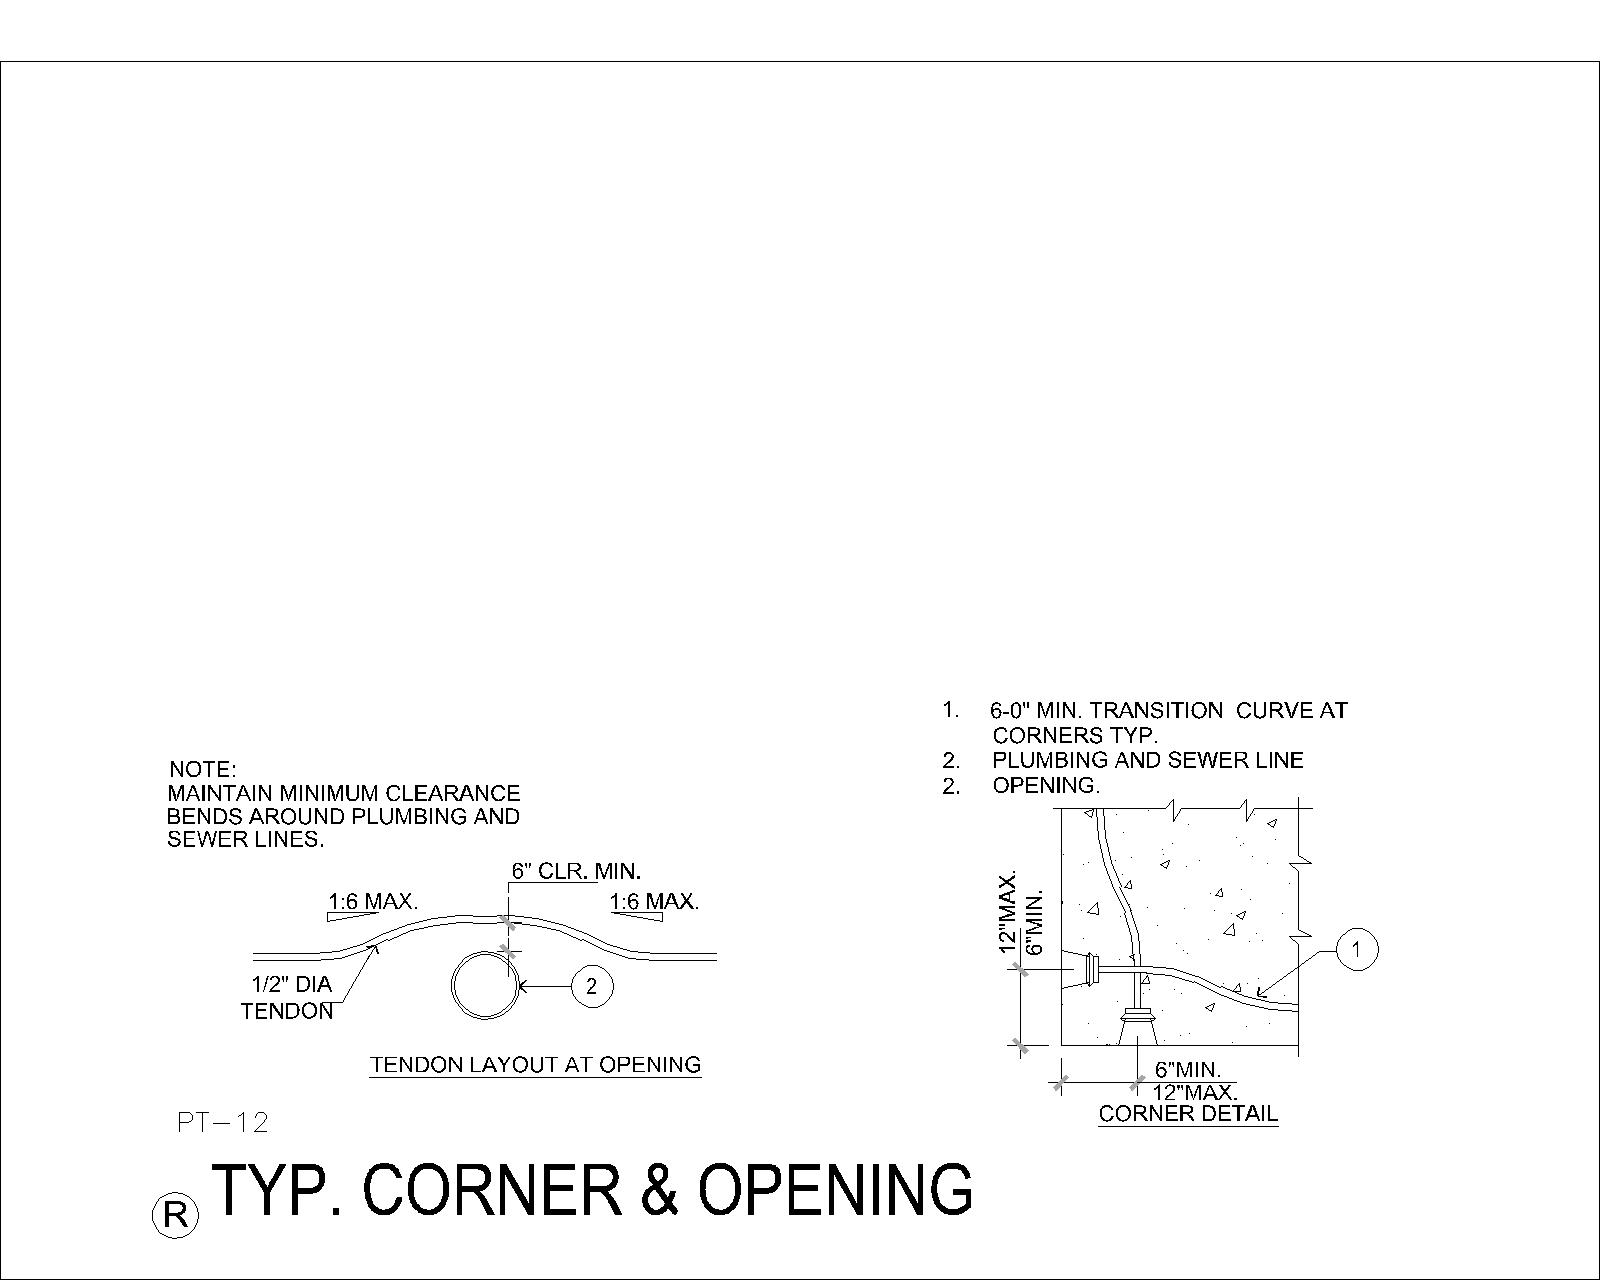 1. 6-0" MIN. TRANSITION CURVE AT
CORNERS TYP.
2. PLUMBING AND SEWER LINE
2. OPENING.
NOTE:
MAINTAIN MINIMUM CLEARANCE
BENDS AROUND PLUMBING AND
SEWER LINES.
6" CLR. MIN.
1:6 MAX.
1:6 MAX.
1/2" DIA
TENDON
2
TENDON LAYOUT AT OPENING
12"MAX.
6"MIN.
1
6"MIN.
12"MAX.
CORNER DETAIL
PT-12
R TYP. CORNER & OPENING